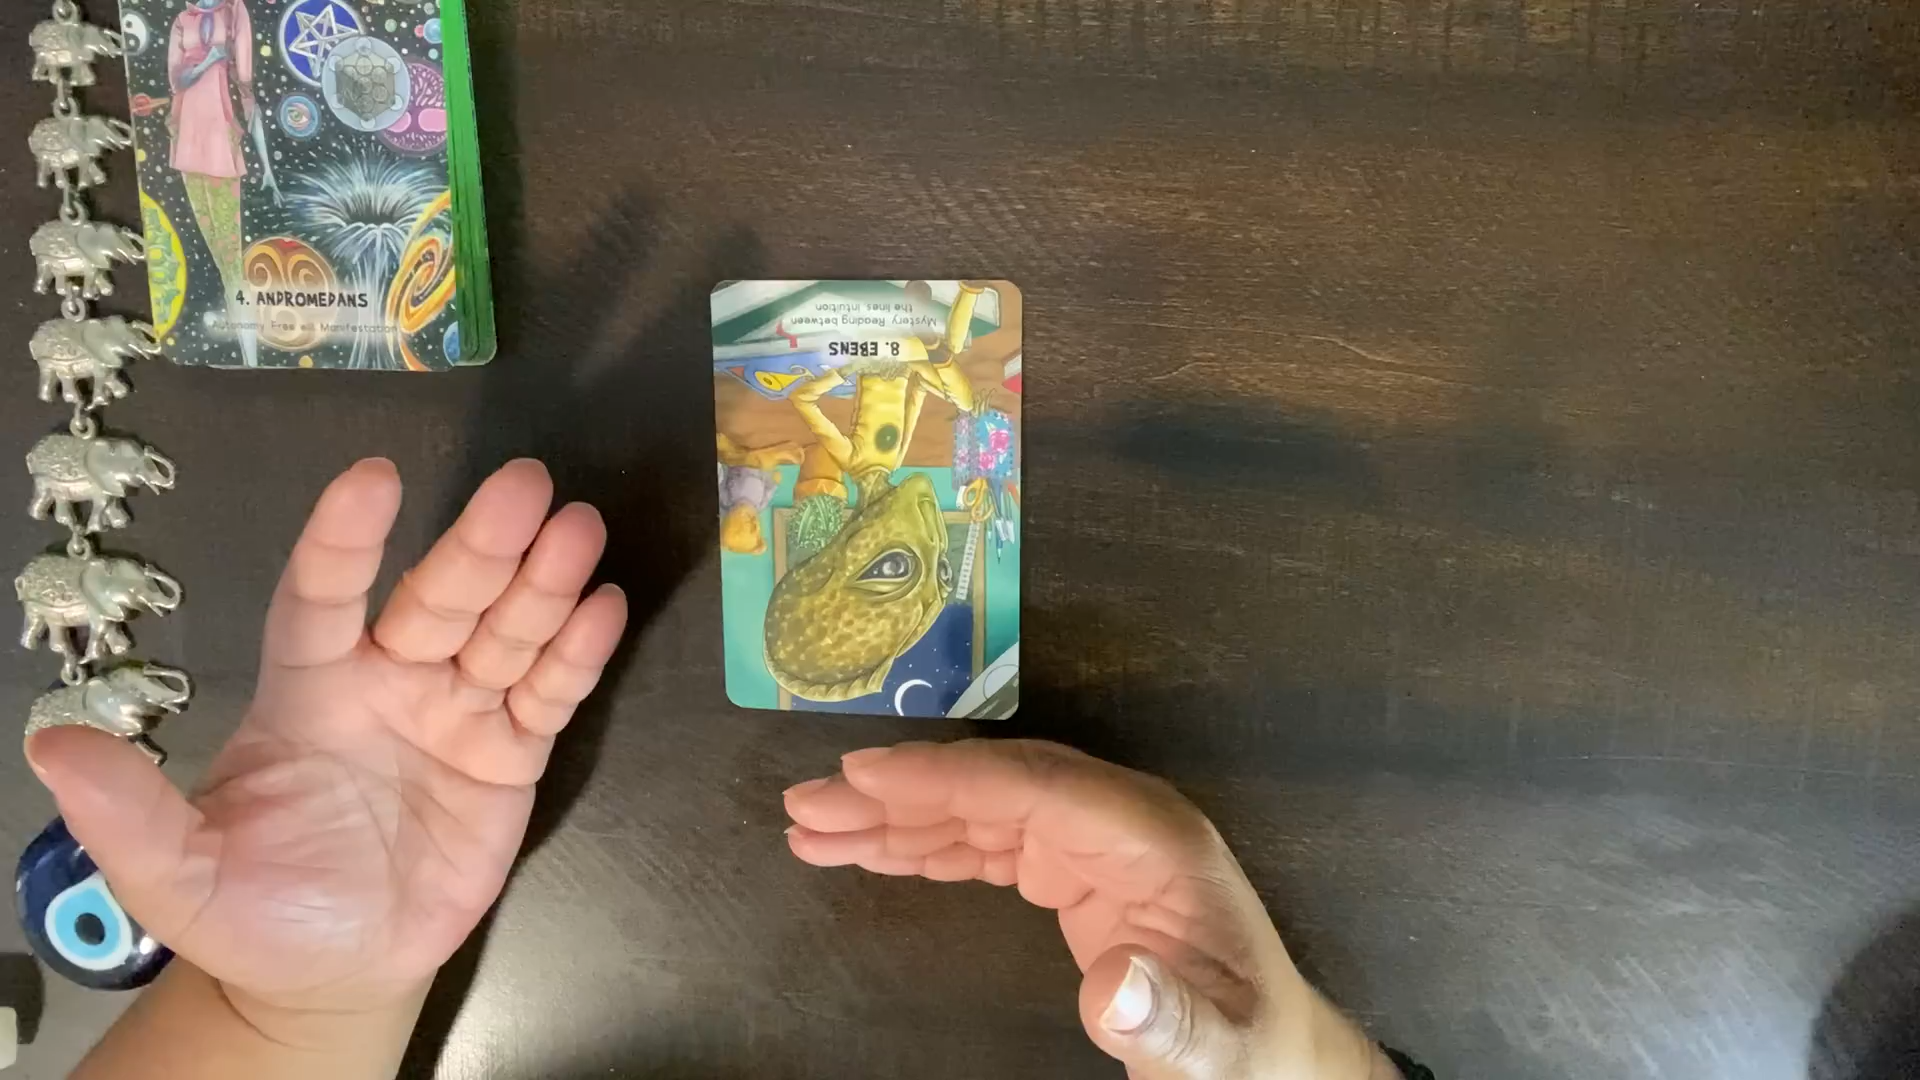 4. ANDROMEDANS
Autonomy Free will Manifestation
8. EBENS
Mystery Reading between
the lines Intuition